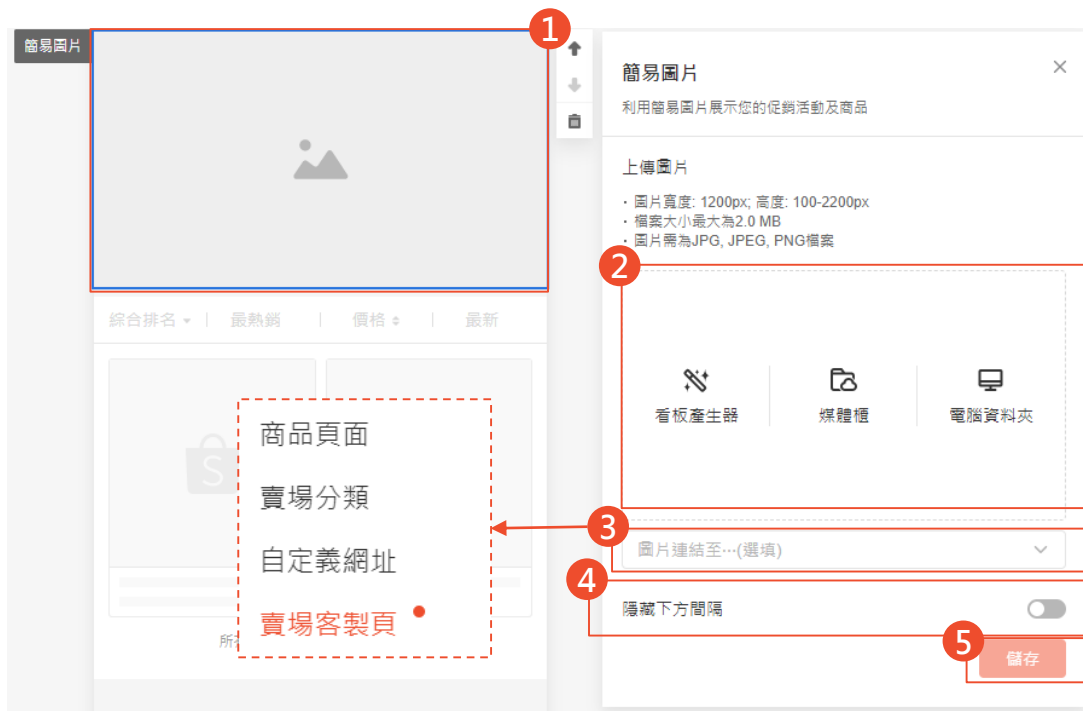 1
簡易圖片
簡易圖片
利用簡易圖片展示您的促銷活動及商品
上傳圖片
· 圖片寬度: 1200px; 高度: 100-2200px
· 檔案大小最大為2.0 MB
· 圖片需為JPG, JPEG, PNG檔案
2
綜合排名 | 最熱銷 | 價格 | 最新
看板產生器
媒體櫃
電腦資料夾
商品頁面
賣場分類
自定義網址
賣場客製頁
S
3
圖片連結至⋯(選填)
4
隱藏下方間隔
所
5
儲存